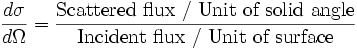 dσ/dΩ = Scattered flux / Unit of solid angle
Incident flux / Unit of surface